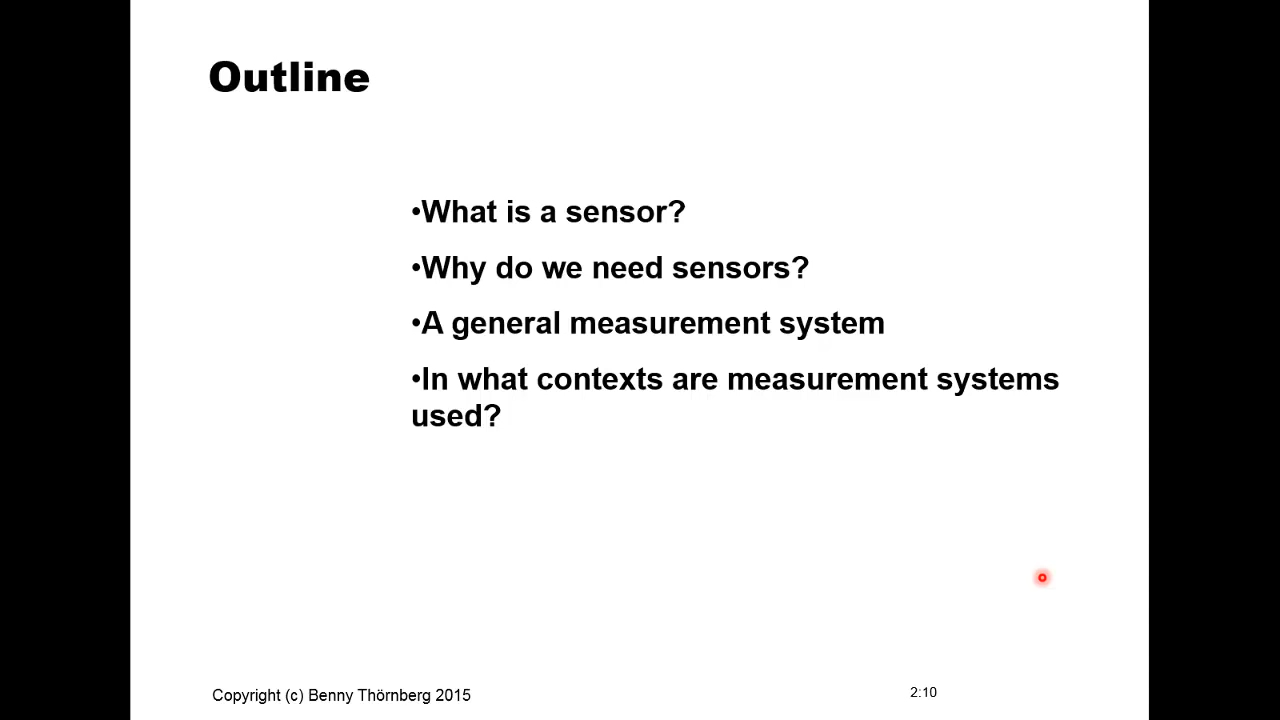 Outline
•What is a sensor?
•Why do we need sensors?
•A general measurement system
•In what contexts are measurement systems
used?
Copyright (c) Benny Thörnberg 2015
2:10